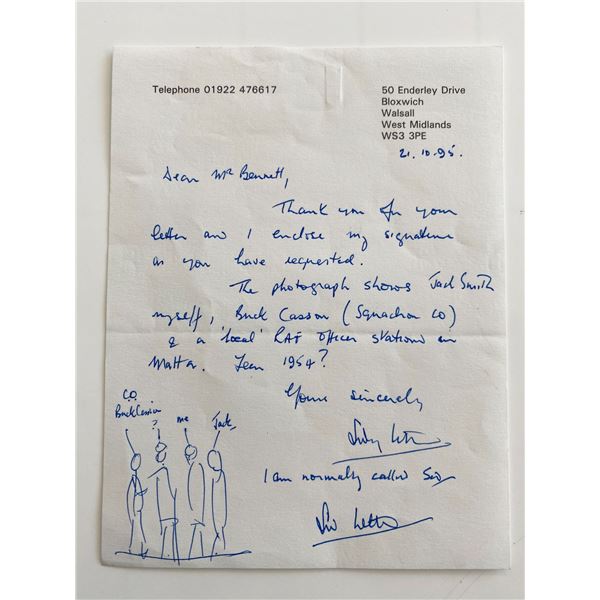 Telephone 01922 476617
50 Enderley Drive
Bloxwich
Walsall
West Midlands
WS3 3PE
21.10.95.
Dear Mr Bennett,
Thank you for your
letter and I enclose my signature
as you have requested.
The photograph shows Jack Smith
myself, Buck Casson (Squadron CO)
& a 'local' RAF officer stationed in
Malta. Year 1954?
Yours sincerely
I am normally called Sid
Sid
CO
Buck Casson
?
me
Jack